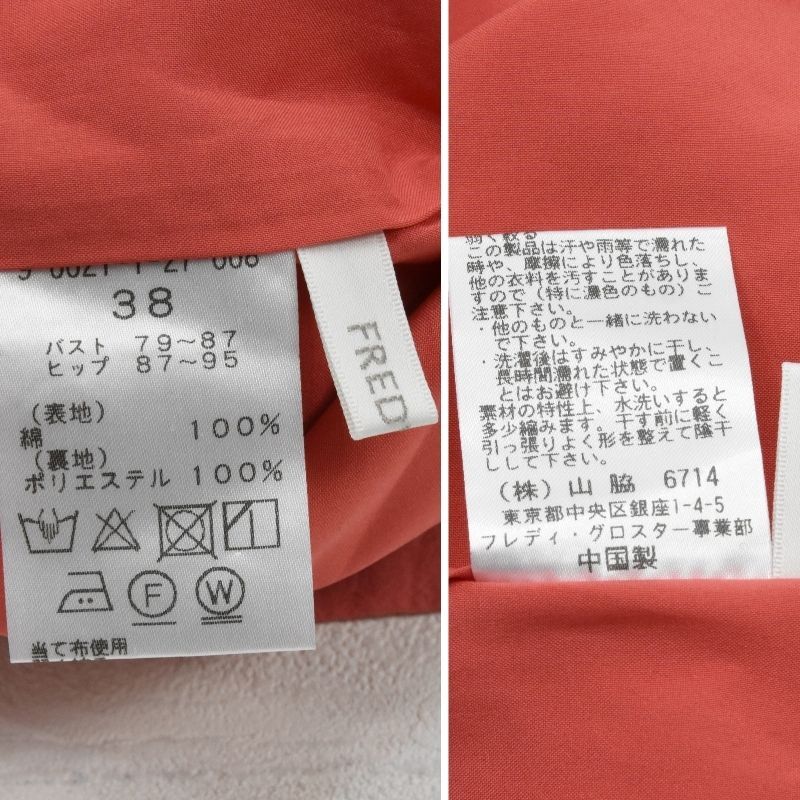 38
バスト 79～87
ヒップ 87～95
(表地)
綿 100%
(裏地)
ポリエステル 100%
F
W
当て布使用
FRED
弱く絞る
この製品は汗や雨等で濡れた
時や、摩擦により色落ちし、
他の衣料を汚すことがありま
すので(特に濃色のもの)ご
注意下さい。
・他のものと一緒に洗わない
で下さい。
・洗濯後はすみやかに干し、
長時間濡れた状態で置くこ
とはお避け下さい。
素材の特性上、水洗いすると
多少縮みます。干す前に軽く
引っ張りよく形を整えて陰干
しして下さい。
(株)山 脇 6714
東京都中央区銀座1-4-5
フレディ・グロスター事業部
中国製